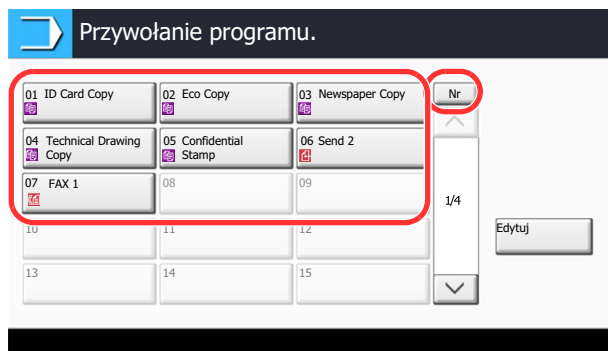 Przywołanie programu.
01 ID Card Copy
02 Eco Copy
03 Newspaper Copy
Nr
04 Technical Drawing
Copy
05 Confidential
Stamp
06 Send 2
07 FAX 1
08
09
1/4
10
11
12
Edytuj
13
14
15